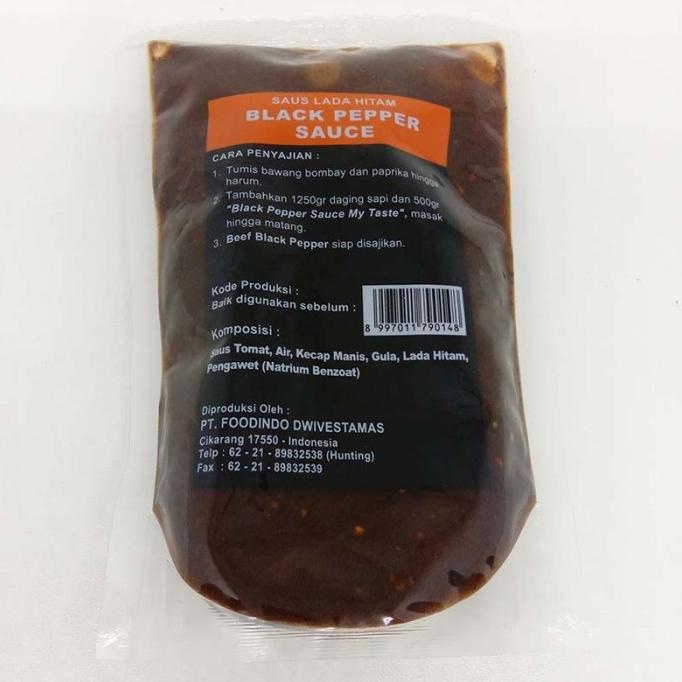 SAUS LADA HITAM
BLACK PEPPER
SAUCE
CARA PENYAJIAN :
1. Tumis bawang bombay dan paprika hingga
harum.
2. Tambahkan 1250gr daging sapi dan 500gr
"Black Pepper Sauce My Taste", masak
hingga matang.
3. Beef Black Pepper siap disajikan.
Kode Produksi :
Baik digunakan sebelum :
8 997011 790148
Komposisi :
Saus Tomat, Air, Kecap Manis, Gula, Lada Hitam,
Pengawet (Natrium Benzoat)
Diproduksi Oleh :
PT. FOODINDO DWIVESTAMAS
Cikarang 17550 - Indonesia
Telp : 62 - 21 - 89832538 (Hunting)
Fax : 62 - 21 - 89832539